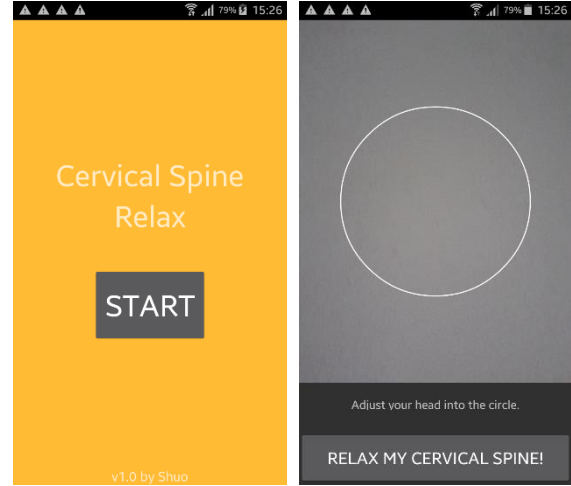 79% 15:26
Cervical Spine
Relax
START
v1.0 by Shuo
79% 15:26
Adjust your head into the circle.
RELAX MY CERVICAL SPINE!